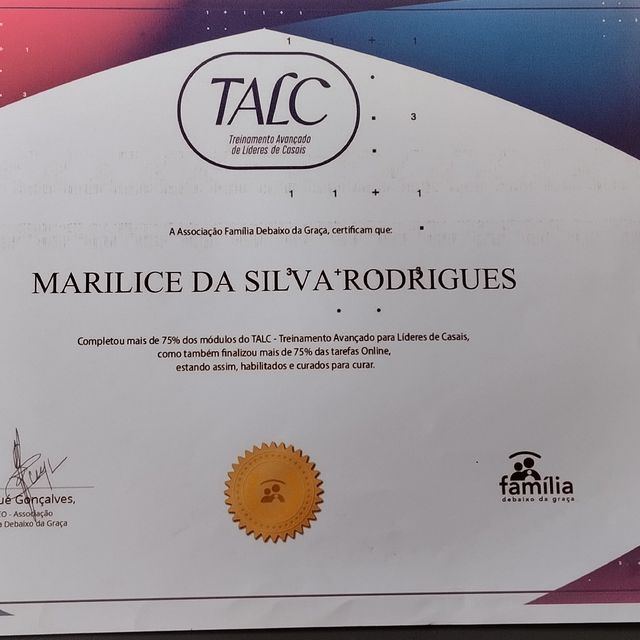 TALC
Treinamento Avançado
de Líderes de Casais
A Associação Família Debaixo da Graça, certificam que:
MARILICE DA SILVA RODRIGUES
Completou mais de 75% dos módulos do TALC - Treinamento Avançado para Líderes de Casais,
como também finalizou mais de 75% das tarefas Online,
estando assim, habilitados e curados para curar.
Gonçalves,
- Associação
Debaixo da Graça
família
debaixo da graça